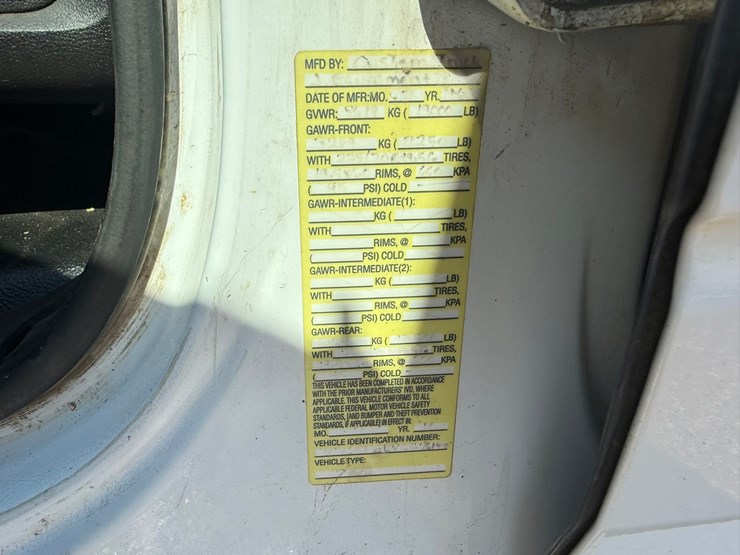 MFD BY:
DATE OF MFR:MO. YR.
GVWR: KG ( LB)
GAWR-FRONT:
KG ( LB)
WITH TIRES,
RIMS, @ KPA
( PSI) COLD
GAWR-INTERMEDIATE(1):
KG ( LB)
WITH TIRES,
RIMS, @ KPA
( PSI) COLD
GAWR-INTERMEDIATE(2):
KG ( LB)
WITH TIRES,
RIMS, @ KPA
( PSI) COLD
GAWR-REAR:
KG ( LB)
WITH TIRES,
RIMS, @ KPA
( PSI) COLD
THIS VEHICLE HAS BEEN COMPLETED IN ACCORDANCE
WITH THE PRIOR MANUFACTURERS' IVD, WHERE
APPLICABLE. THIS VEHICLE CONFORMS TO ALL
APPLICABLE FEDERAL MOTOR VEHICLE SAFETY
STANDARDS, [AND BUMPER AND THEFT PREVENTION
STANDARDS, IF APPLICABLE] IN EFFECT IN:
MO. YR.
VEHICLE IDENTIFICATION NUMBER:
VEHICLE TYPE: